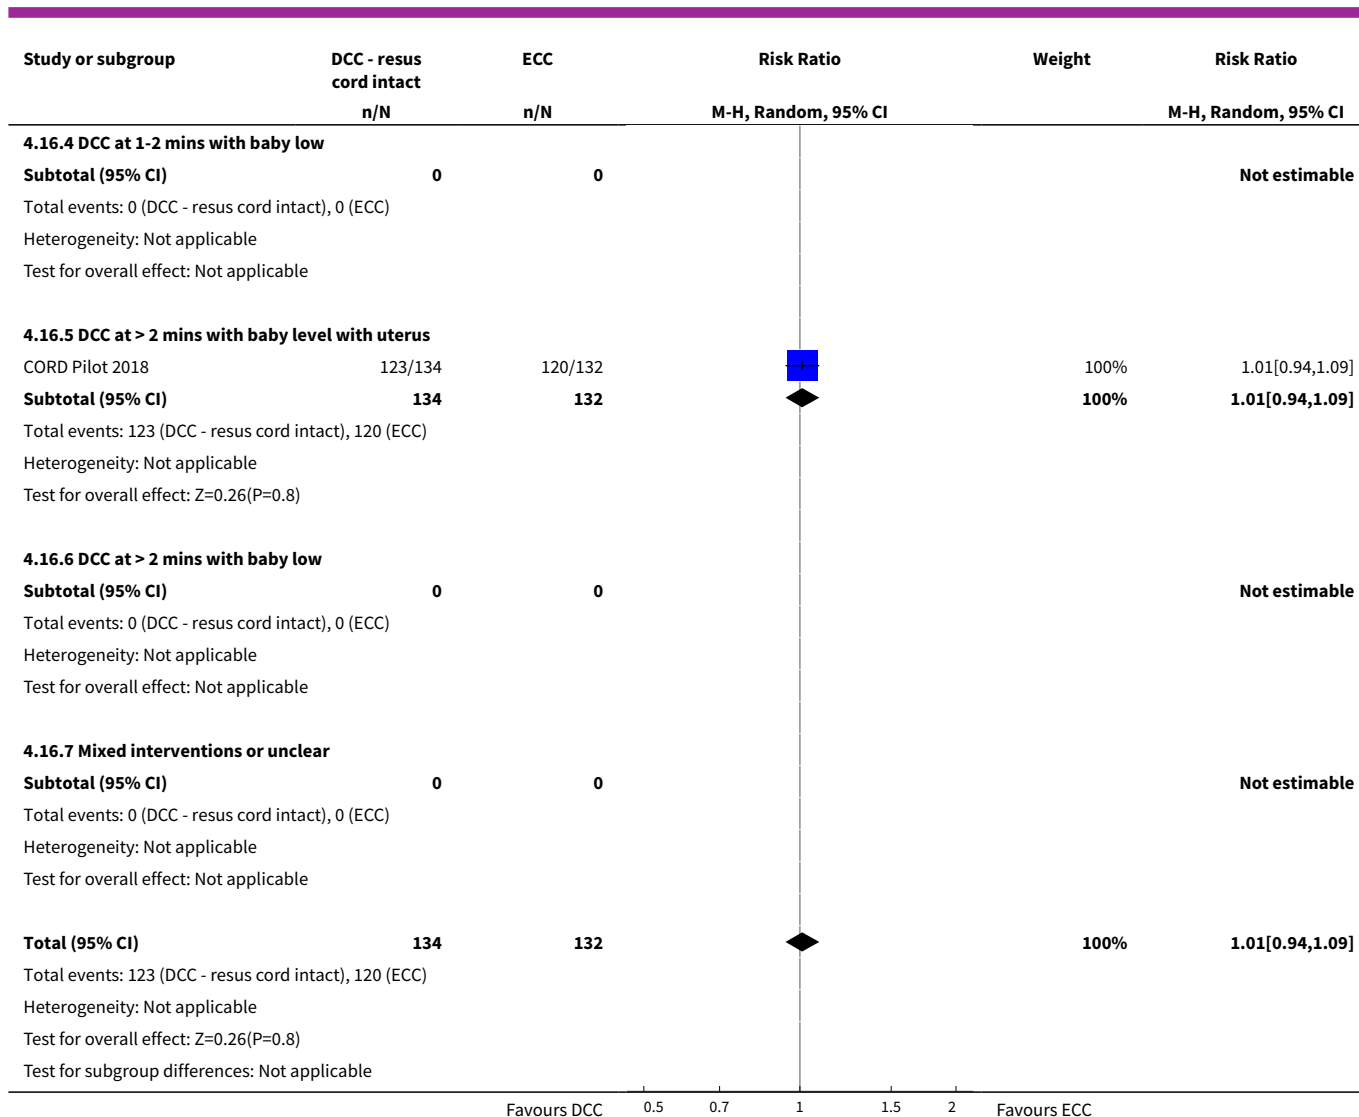 Study or subgroup DCC - resus cord intact ECC Risk Ratio Weight Risk Ratio
n/N n/N M-H, Random, 95% CI M-H, Random, 95% CI
4.16.4 DCC at 1-2 mins with baby low
Subtotal (95% CI) 0 0 Not estimable
Total events: 0 (DCC - resus cord intact), 0 (ECC)
Heterogeneity: Not applicable
Test for overall effect: Not applicable
4.16.5 DCC at > 2 mins with baby level with uterus
CORD Pilot 2018 123/134 120/132 100% 1.01[0.94,1.09]
Subtotal (95% CI) 134 132 100% 1.01[0.94,1.09]
Total events: 123 (DCC - resus cord intact), 120 (ECC)
Heterogeneity: Not applicable
Test for overall effect: Z=0.26(P=0.8)
4.16.6 DCC at > 2 mins with baby low
Subtotal (95% CI) 0 0 Not estimable
Total events: 0 (DCC - resus cord intact), 0 (ECC)
Heterogeneity: Not applicable
Test for overall effect: Not applicable
4.16.7 Mixed interventions or unclear
Subtotal (95% CI) 0 0 Not estimable
Total events: 0 (DCC - resus cord intact), 0 (ECC)
Heterogeneity: Not applicable
Test for overall effect: Not applicable
Total (95% CI) 134 132 100% 1.01[0.94,1.09]
Total events: 123 (DCC - resus cord intact), 120 (ECC)
Heterogeneity: Not applicable
Test for overall effect: Z=0.26(P=0.8)
Test for subgroup differences: Not applicable
Favours DCC 0.5 0.7 1 1.5 2 Favours ECC